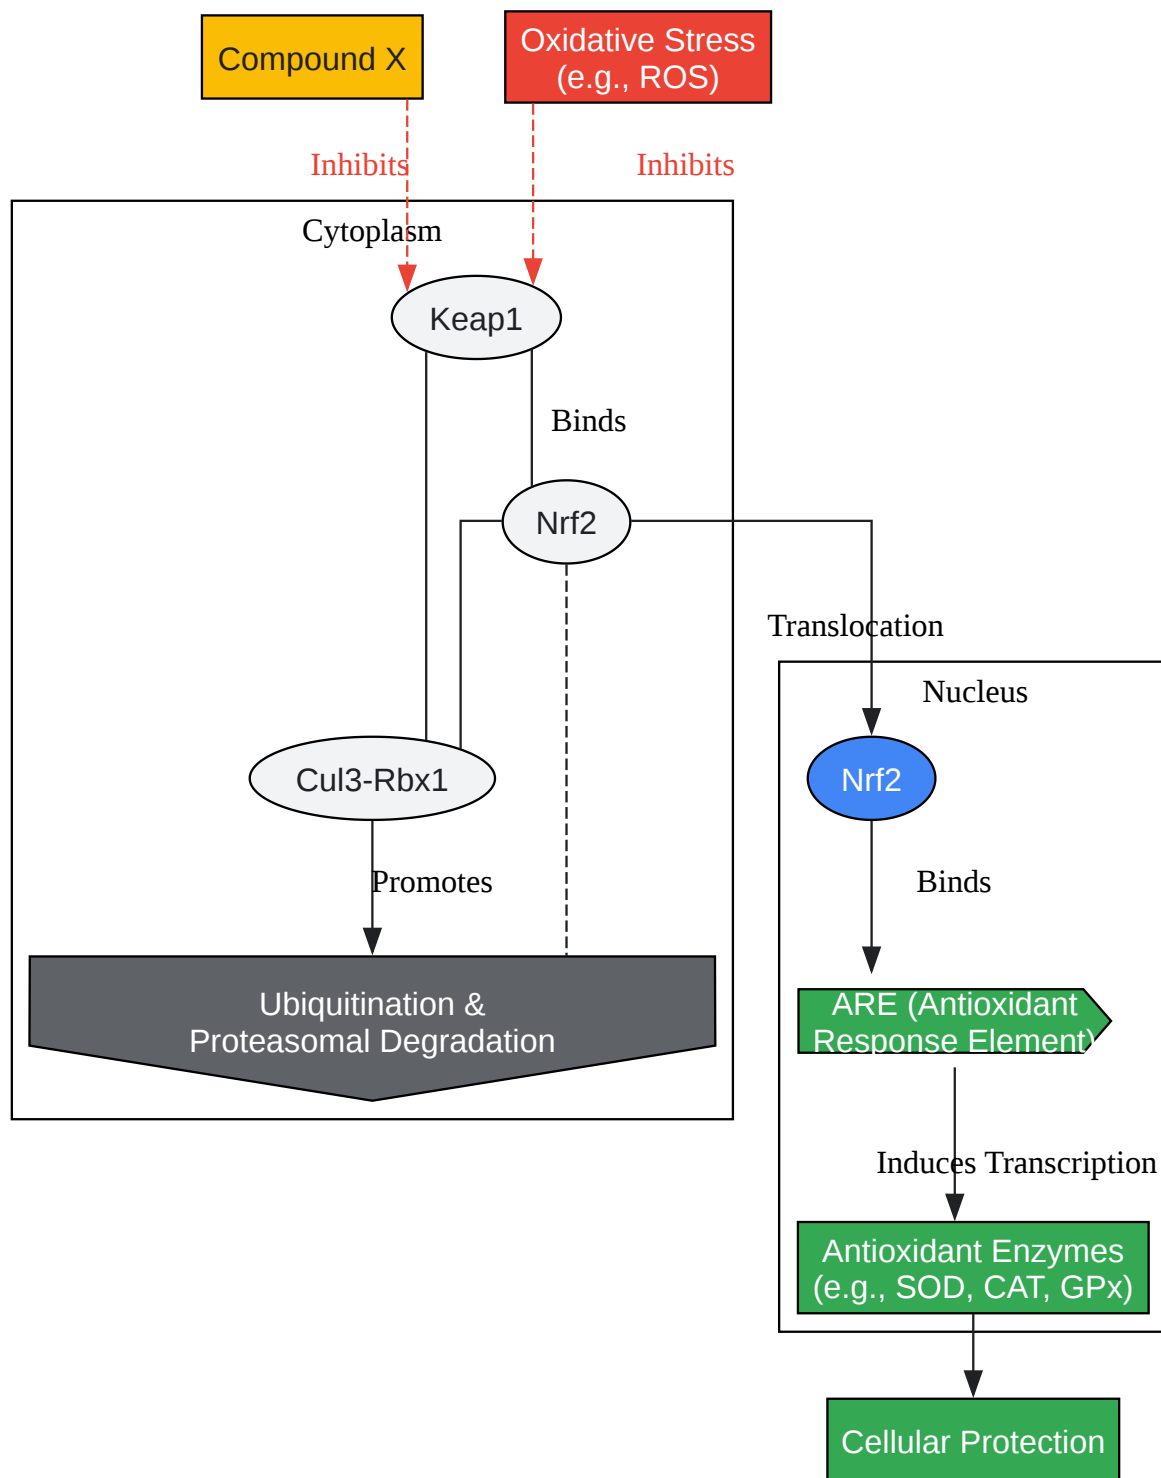 Compound X
Oxidative Stress
(e.g., ROS)
Inhibits
Inhibits
Cytoplasm
Keap1
Binds
Nrf2
Translocation
Nucleus
Cul3-Rbx1
Nrf2
Promotes
Binds
Ubiquitination &
Proteasomal Degradation
ARE (Antioxidant
Response Element)
Induces Transcription
Antioxidant Enzymes
(e.g., SOD, CAT, GPx)
Cellular Protection